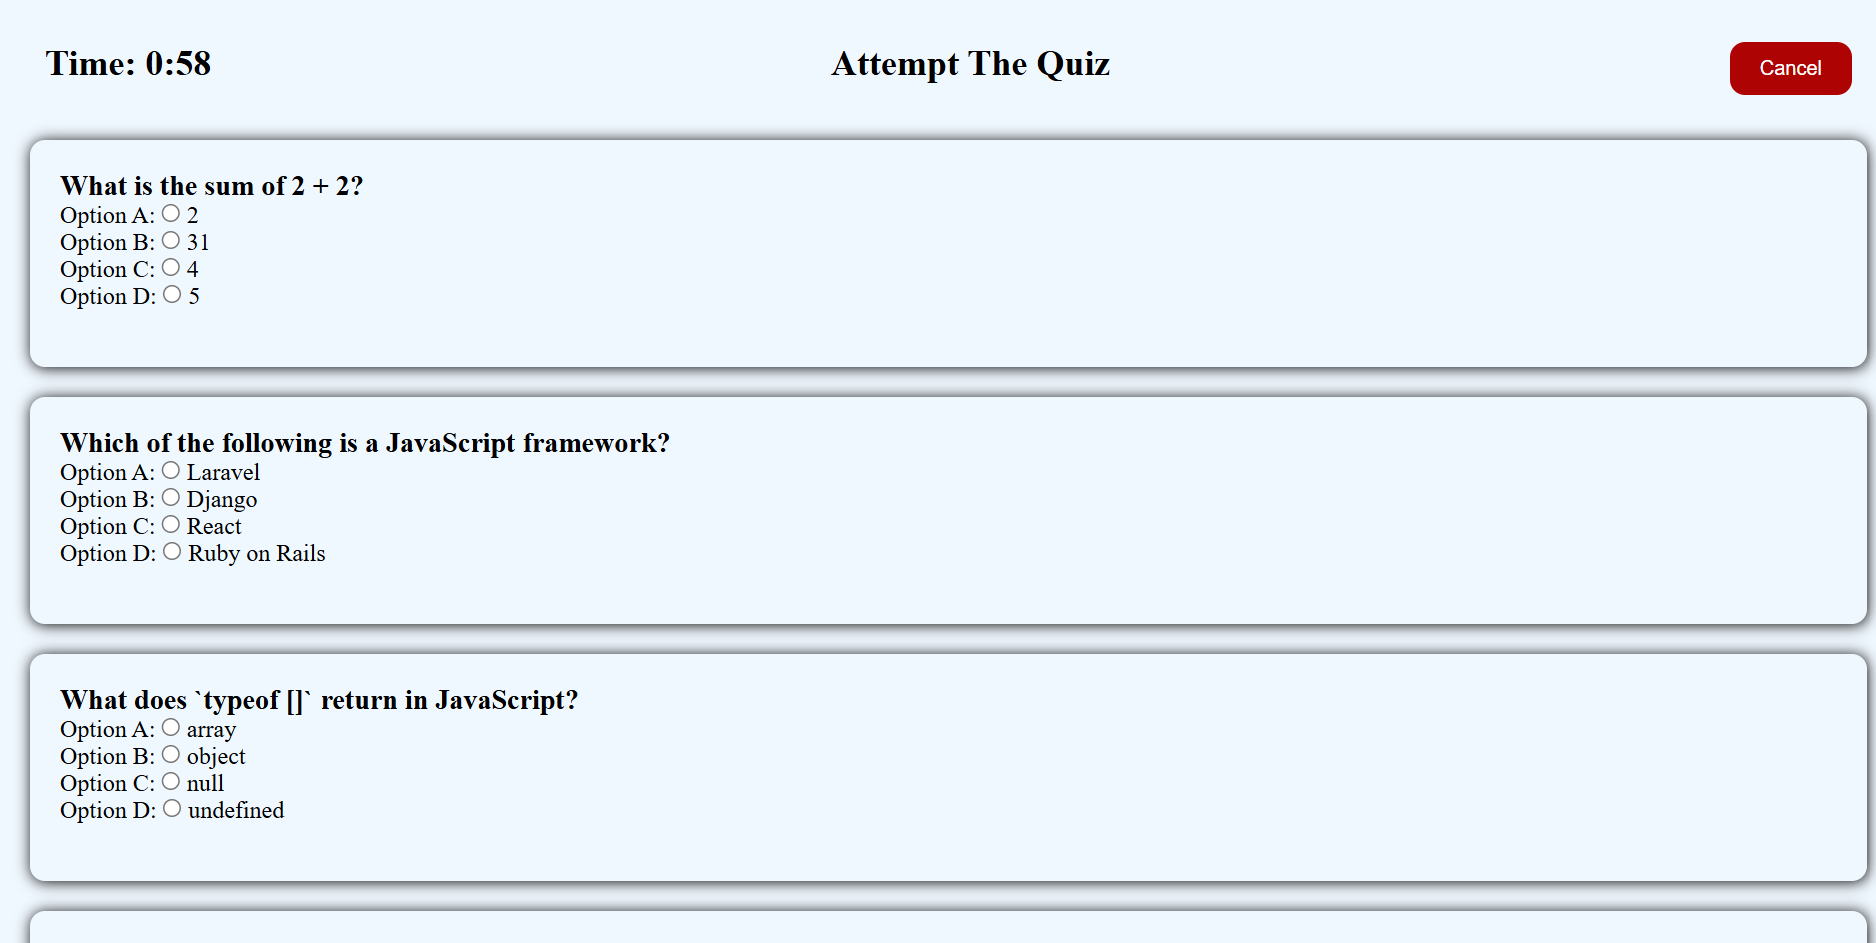 Time: 0:58
Attempt The Quiz
Cancel
What is the sum of 2 + 2?
Option A: 2
Option B: 31
Option C: 4
Option D: 5
Which of the following is a JavaScript framework?
Option A: Laravel
Option B: Django
Option C: React
Option D: Ruby on Rails
What does `typeof []` return in JavaScript?
Option A: array
Option B: object
Option C: null
Option D: undefined